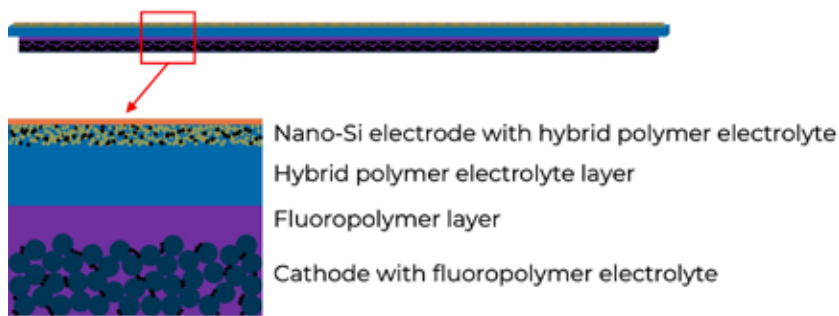 Nano-Si electrode with hybrid polymer electrolyte
Hybrid polymer electrolyte layer
Fluoropolymer layer
Cathode with fluoropolymer electrolyte